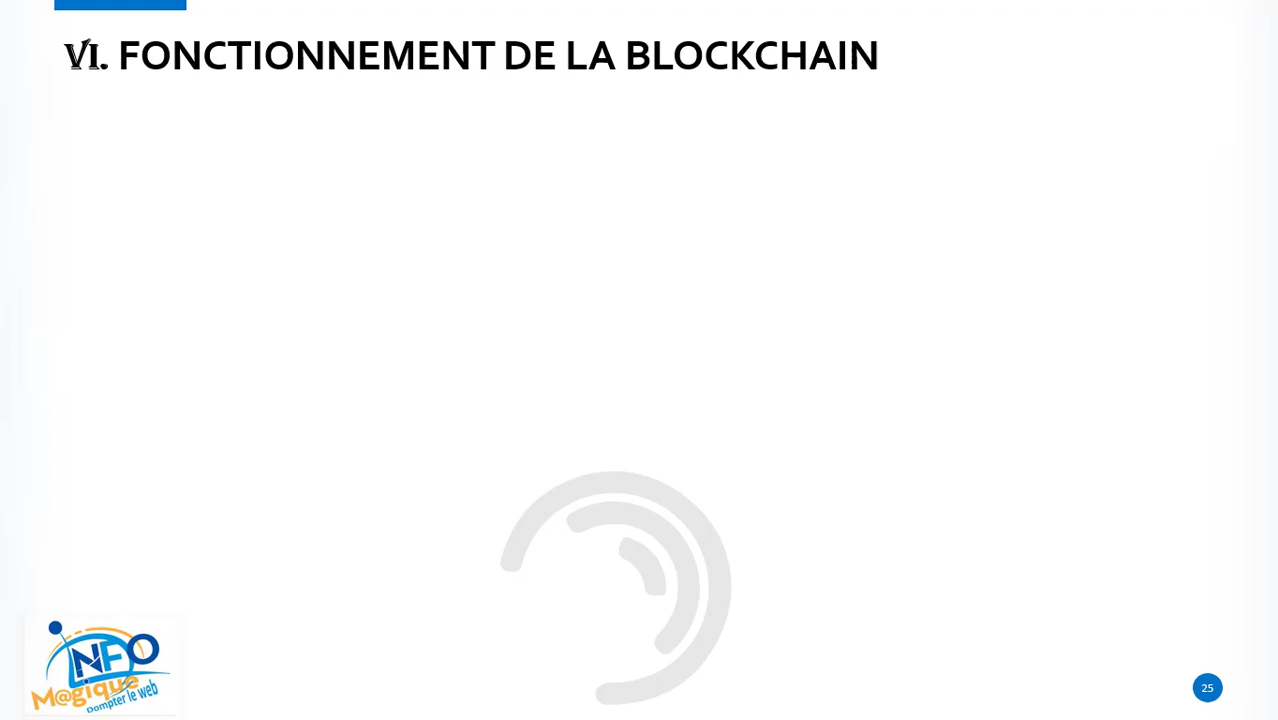 VI. FONCTIONNEMENT DE LA BLOCKCHAIN
INFO
M@gique
Dompter le web
25